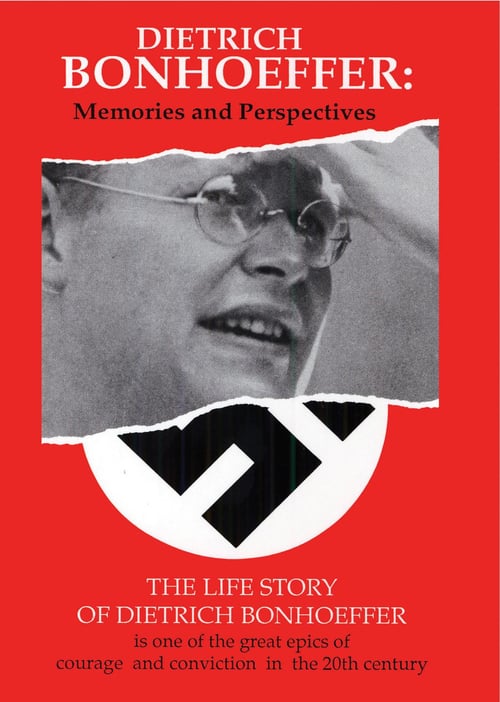 DIETRICH
BONHOEFFER:
Memories and Perspectives
THE LIFE STORY
OF DIETRICH BONHOEFFER
is one of the great epics of
courage and conviction in the 20th century